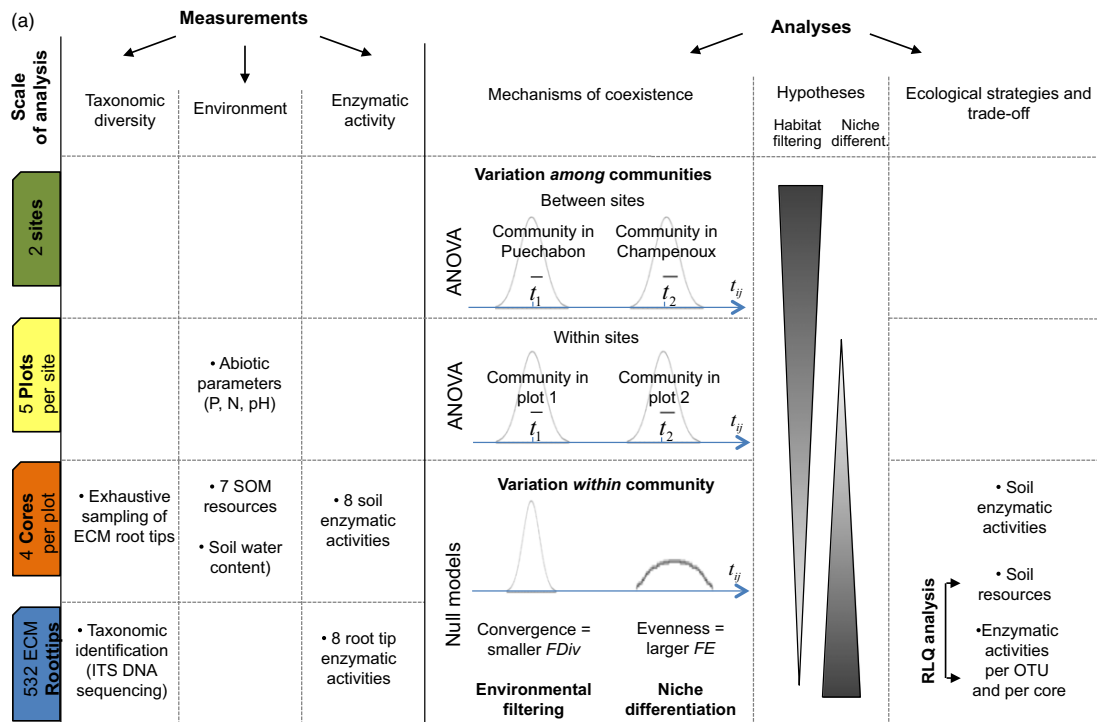 (a)
Measurements
Analyses
Scale
of analysis
Taxonomic
diversity
Environment
Enzymatic
activity
Mechanisms of coexistence
Hypotheses
Habitat
filtering
Niche
different.
Ecological strategies and
trade-off
2 sites
Variation among communities
Between sites
ANOVA
Community in
Puechabon
Community in
Champenoux
t1
t2
tij
5 Plots
per site
• Abiotic
parameters
(P, N, pH)
Within sites
ANOVA
Community in
plot 1
Community in
plot 2
t1
t2
tij
4 Cores
per plot
• Exhaustive
sampling of
ECM root tips
• 7 SOM
resources
• Soil water
content)
• 8 soil
enzymatic
activities
Variation within community
Null models
tij
Convergence =
smaller FDiv
Evenness =
larger FE
Environmental
filtering
Niche
differentiation
• Soil
enzymatic
activities
532 ECM
Roottips
• Taxonomic
identification
(ITS DNA
sequencing)
• 8 root tip
enzymatic
activities
RLQ analysis
• Soil
resources
•Enzymatic
activities
per OTU
and per core